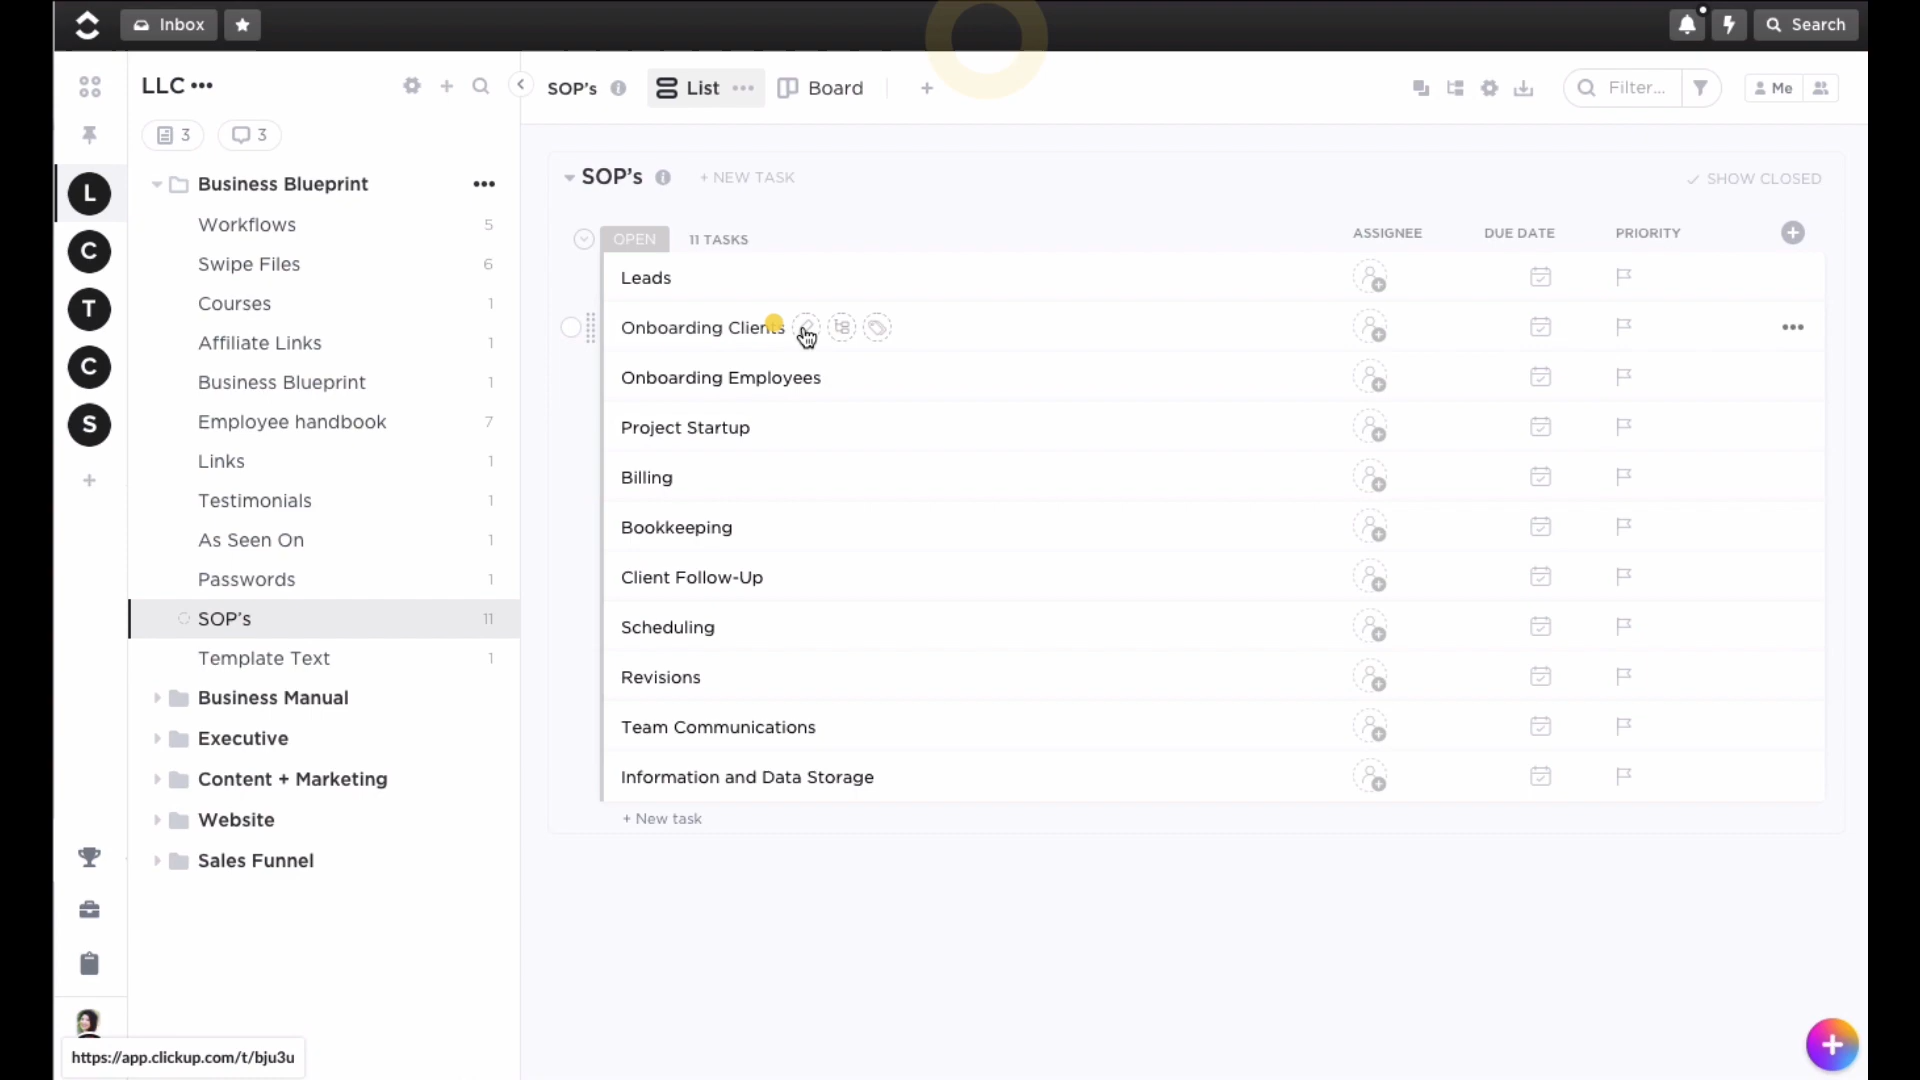 Inbox
Search
LLC •••
3
3
Business Blueprint •••
Workflows 5
Swipe Files 6
Courses 1
Affiliate Links 1
Business Blueprint 1
Employee handbook 7
Links 1
Testimonials 1
As Seen On 1
Passwords 1
SOP's 11
Template Text 1
Business Manual
Executive
Content + Marketing
Website
Sales Funnel
L
C
T
C
S
https://app.clickup.com/t/bju3u
SOP's List ••• Board +
Filter...
Me
SOP's + NEW TASK SHOW CLOSED
OPEN 11 TASKS ASSIGNEE DUE DATE PRIORITY
Leads
Onboarding Clients
Onboarding Employees
Project Startup
Billing
Bookkeeping
Client Follow-Up
Scheduling
Revisions
Team Communications
Information and Data Storage
+ New task